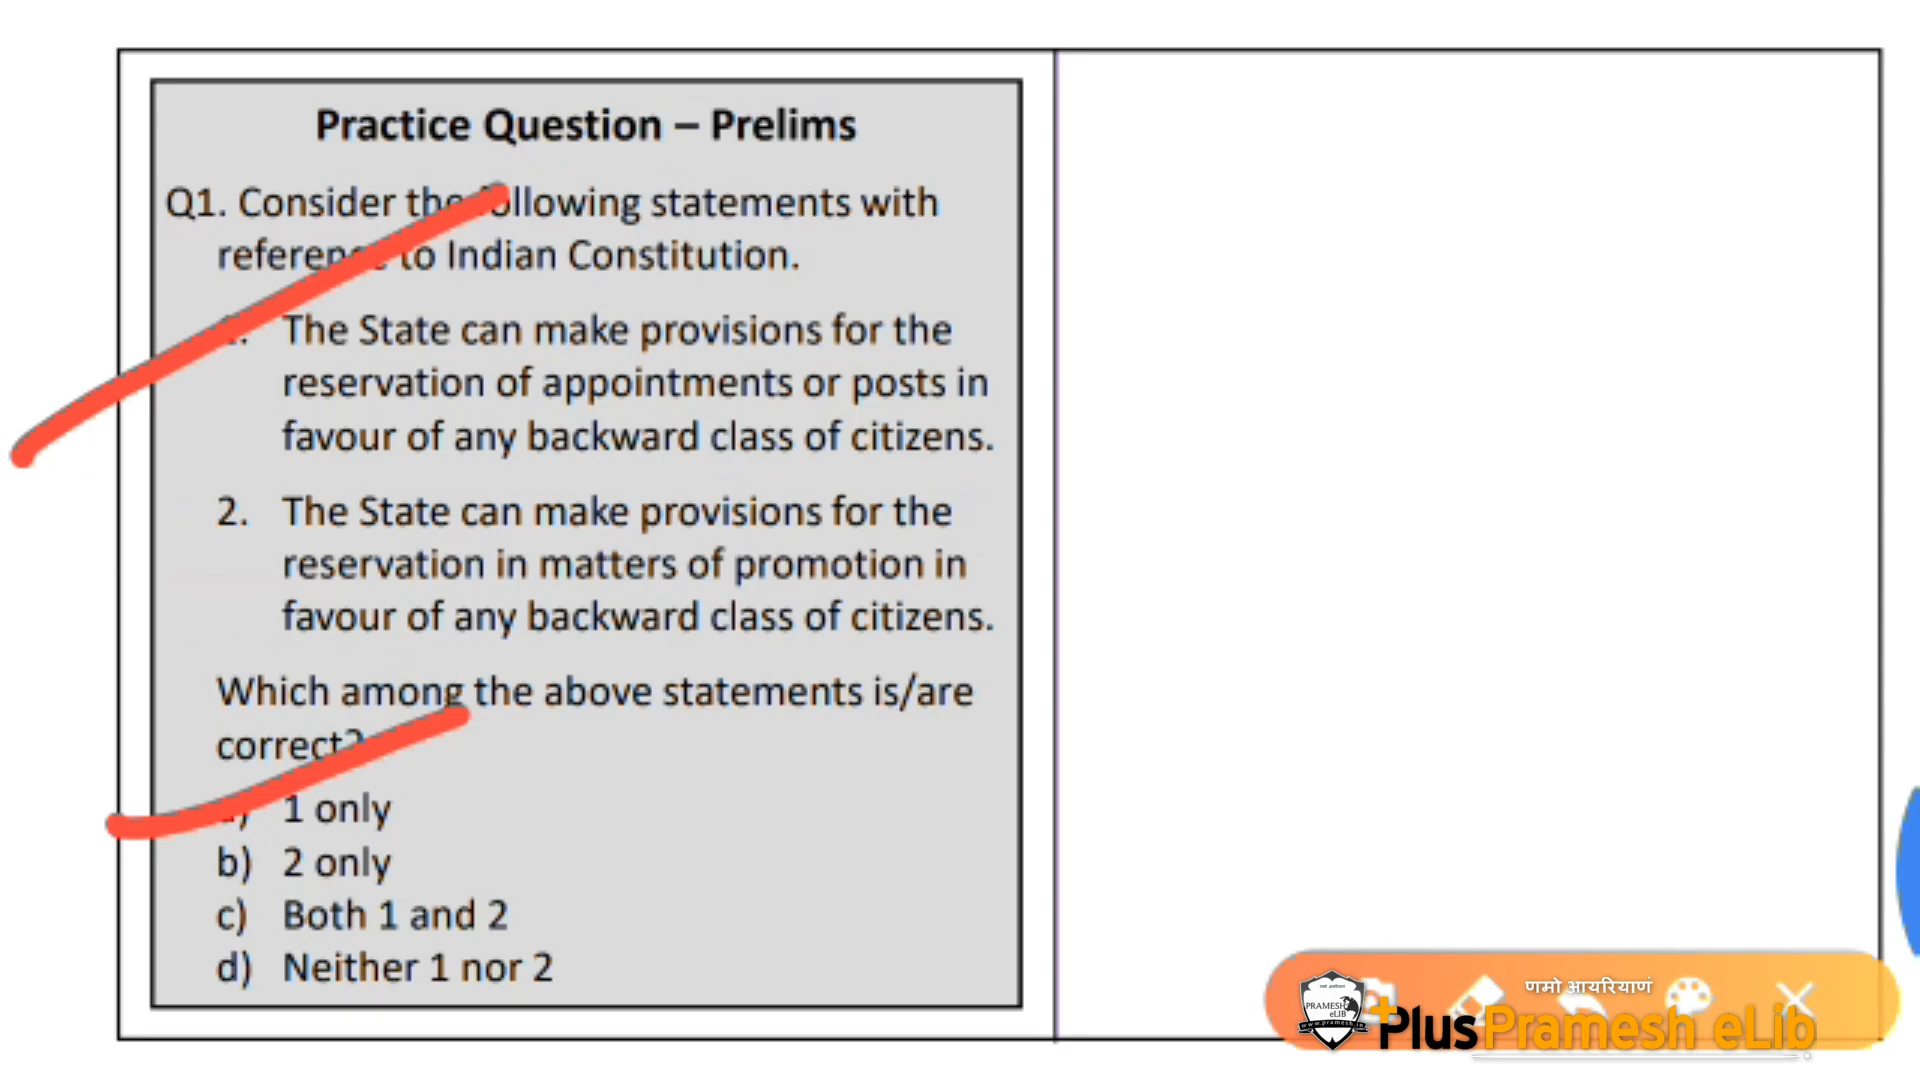 Practice Question – Prelims
Q1. Consider the following statements with
reference to Indian Constitution.
The State can make provisions for the
reservation of appointments or posts in
favour of any backward class of citizens.
2. The State can make provisions for the
reservation in matters of promotion in
favour of any backward class of citizens.
Which among the above statements is/are
correct?
a) 1 only
b) 2 only
c) Both 1 and 2
d) Neither 1 nor 2
णमो आयरियाणं
PRAMESH
eLIB
www.pramesh.in
+Plus Pramesh eLib